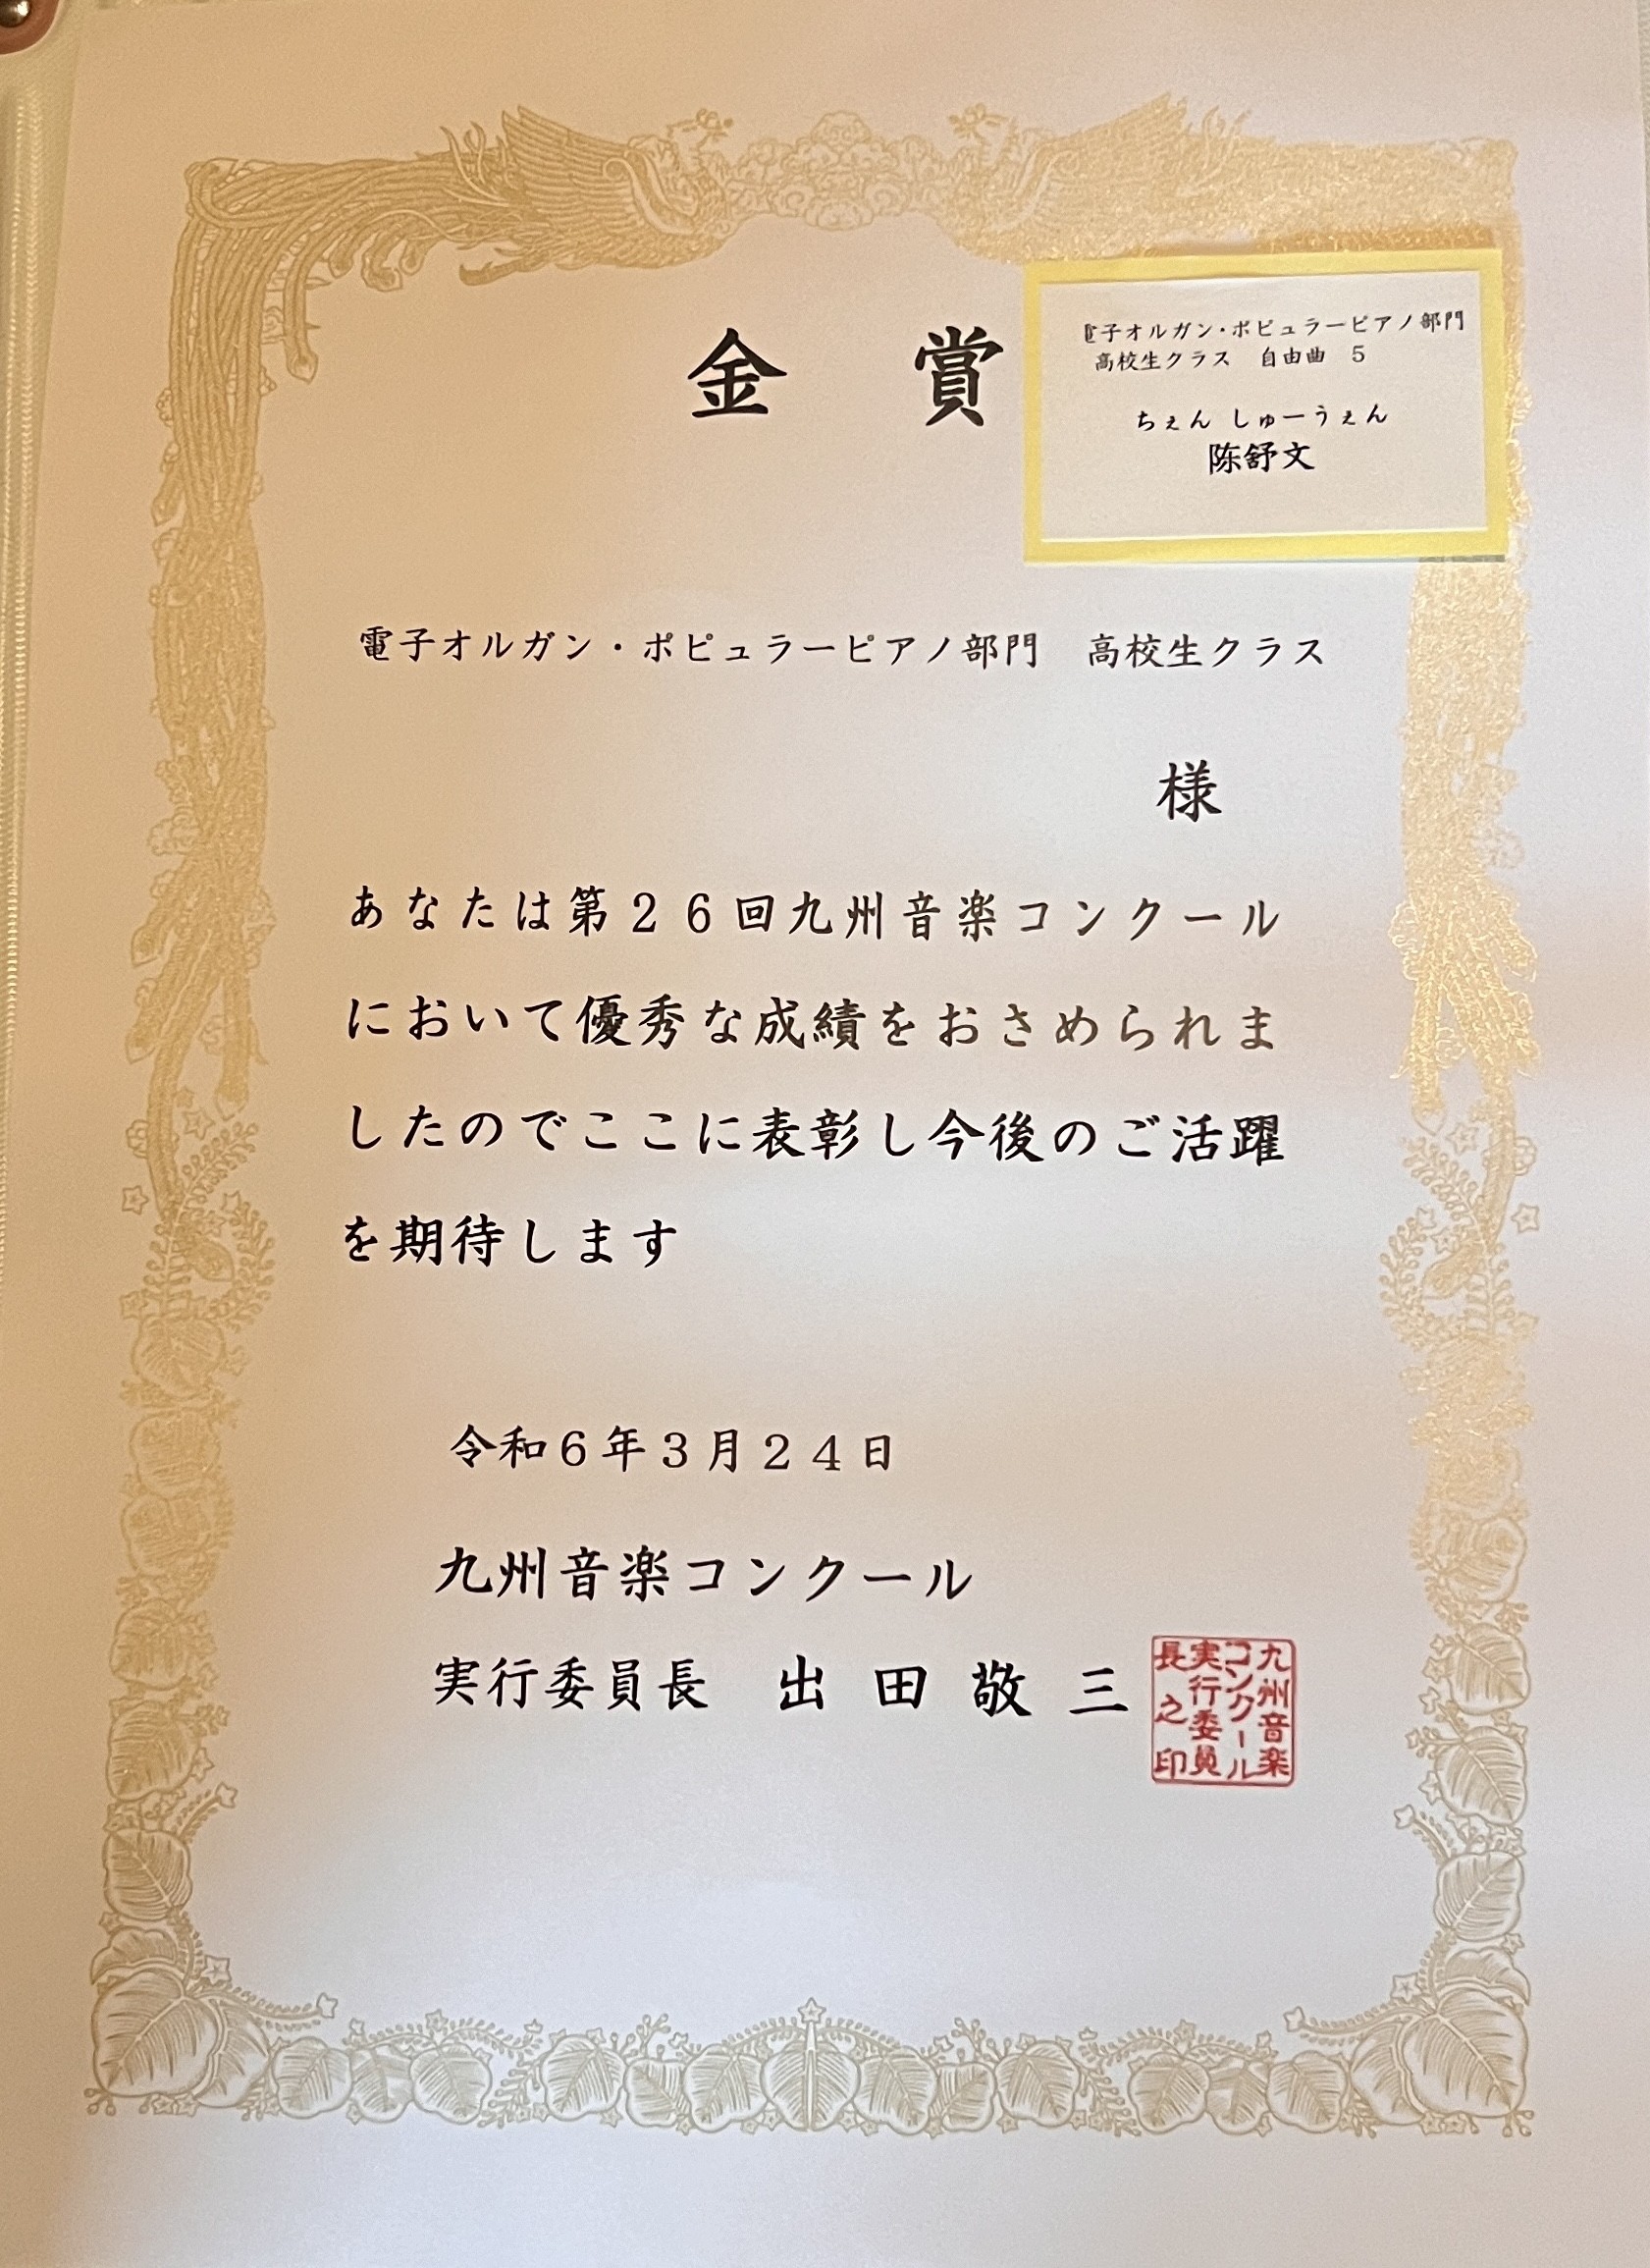 金 賞
電子オルガン・ポピュラーピアノ部門
高校生クラス 自由曲 5
ちぇん しゅーうぇん
陈舒文
電子オルガン・ポピュラーピアノ部門 高校生クラス
様
あなたは第26回九州音楽コンクール
において優秀な成績をおさめられま
したのでここに表彰し今後のご活躍
を期待します
令和6年3月24日
九州音楽コンクール
実行委員長 出田敬三
九州音楽
コンクール
実行委員
長之印